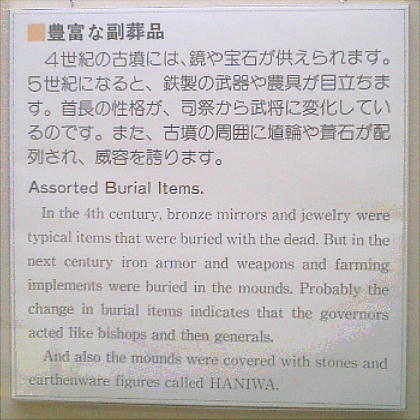 ■豊富な副葬品
4世紀の古墳には、鏡や宝石が供えられます。
5世紀になると、鉄製の武器や農具が目立ちま
す。首長の性格が、司祭から武将に変化してい
るのです。また、古墳の周囲に埴輪や葺石が配
列され、威容を誇ります。
Assorted Burial Items.
In the 4th century, bronze mirrors and jewelry were
typical items that were buried with the dead. But in the
next century iron armor and weapons and farming
implements were buried in the mounds. Probably the
change in burial items indicates that the governors
acted like bishops and then generals.
And also the mounds were covered with stones and
earthenware figures called HANIWA.